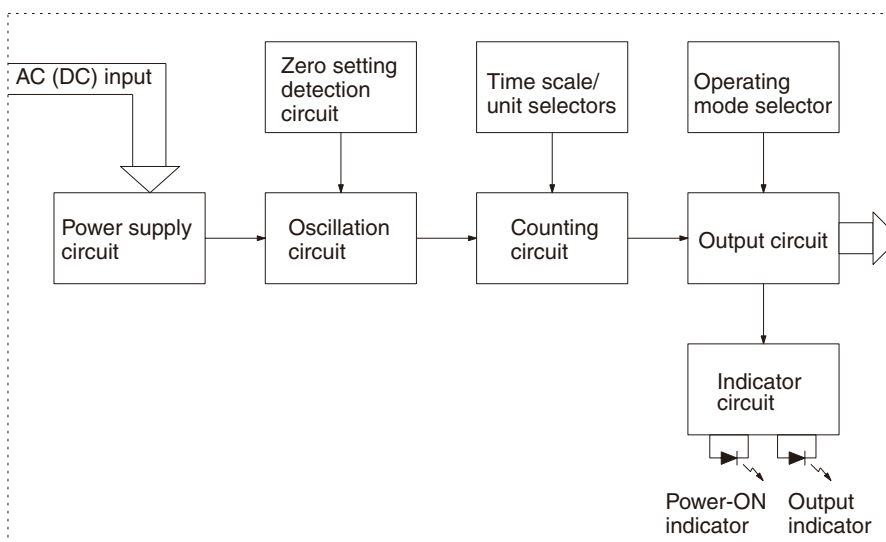 AC (DC) input
Zero setting
detection
circuit
Time scale/
unit selectors
Operating
mode selector
Power supply
circuit
Oscillation
circuit
Counting
circuit
Output circuit
Indicator
circuit
Power-ON
indicator
Output
indicator